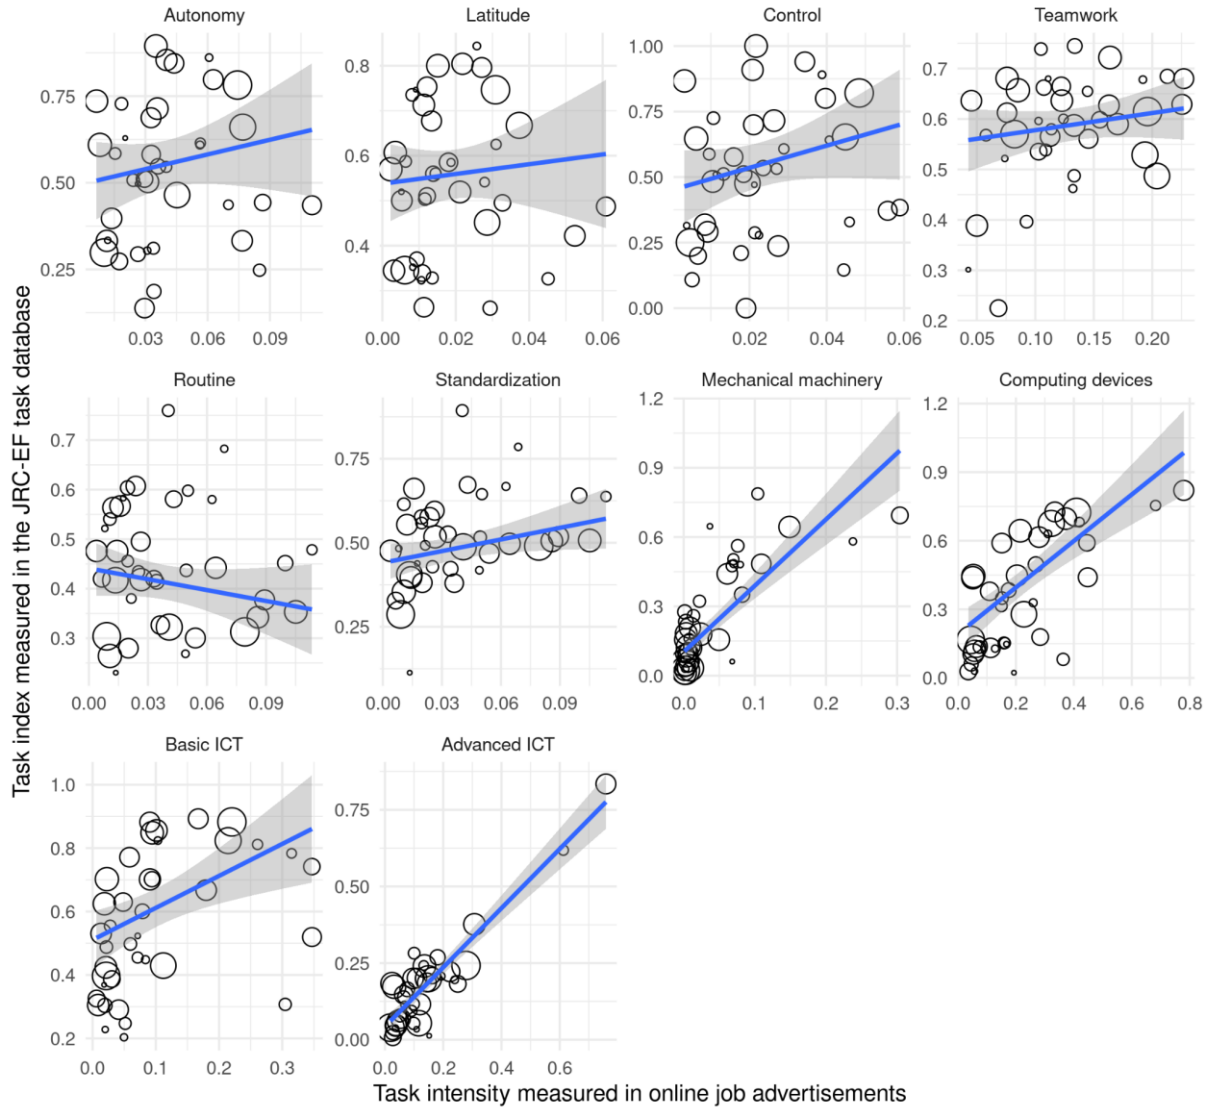 Autonomy Latitude Control Teamwork
0.75
0.50
0.25
0.03 0.06 0.09
0.8
0.6
0.4
0.00 0.02 0.04 0.06
1.00
0.75
0.50
0.25
0.00
0.02 0.04 0.06
0.7
0.6
0.5
0.4
0.3
0.2
0.05 0.10 0.15 0.20
Routine Standardization Mechanical machinery Computing devices
0.7
0.6
0.5
0.4
0.3
0.00 0.03 0.06 0.09
0.75
0.50
0.25
0.00 0.03 0.06 0.09
1.2
0.9
0.6
0.3
0.0
0.0 0.1 0.2 0.3
1.2
0.9
0.6
0.3
0.0
0.0 0.2 0.4 0.6 0.8
Basic ICT Advanced ICT
1.0
0.8
0.6
0.4
0.2
0.0 0.1 0.2 0.3
0.75
0.50
0.25
0.00
0.0 0.2 0.4 0.6
Task index measured in the JRC-EF task database
Task intensity measured in online job advertisements